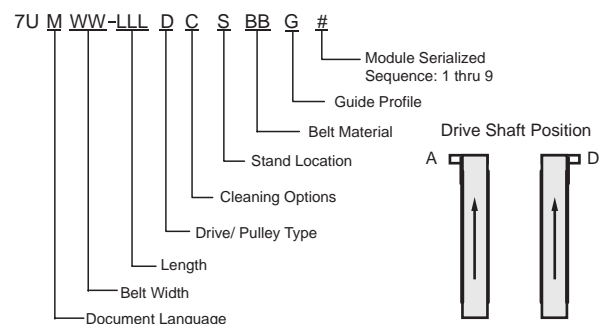 7U M WW-LLL D C S BB G #
Module Serialized
Sequence: 1 thru 9
Guide Profile
Belt Material
Stand Location
Cleaning Options
Drive/ Pulley Type
Length
Belt Width
Document Language
Drive Shaft Position
A
D